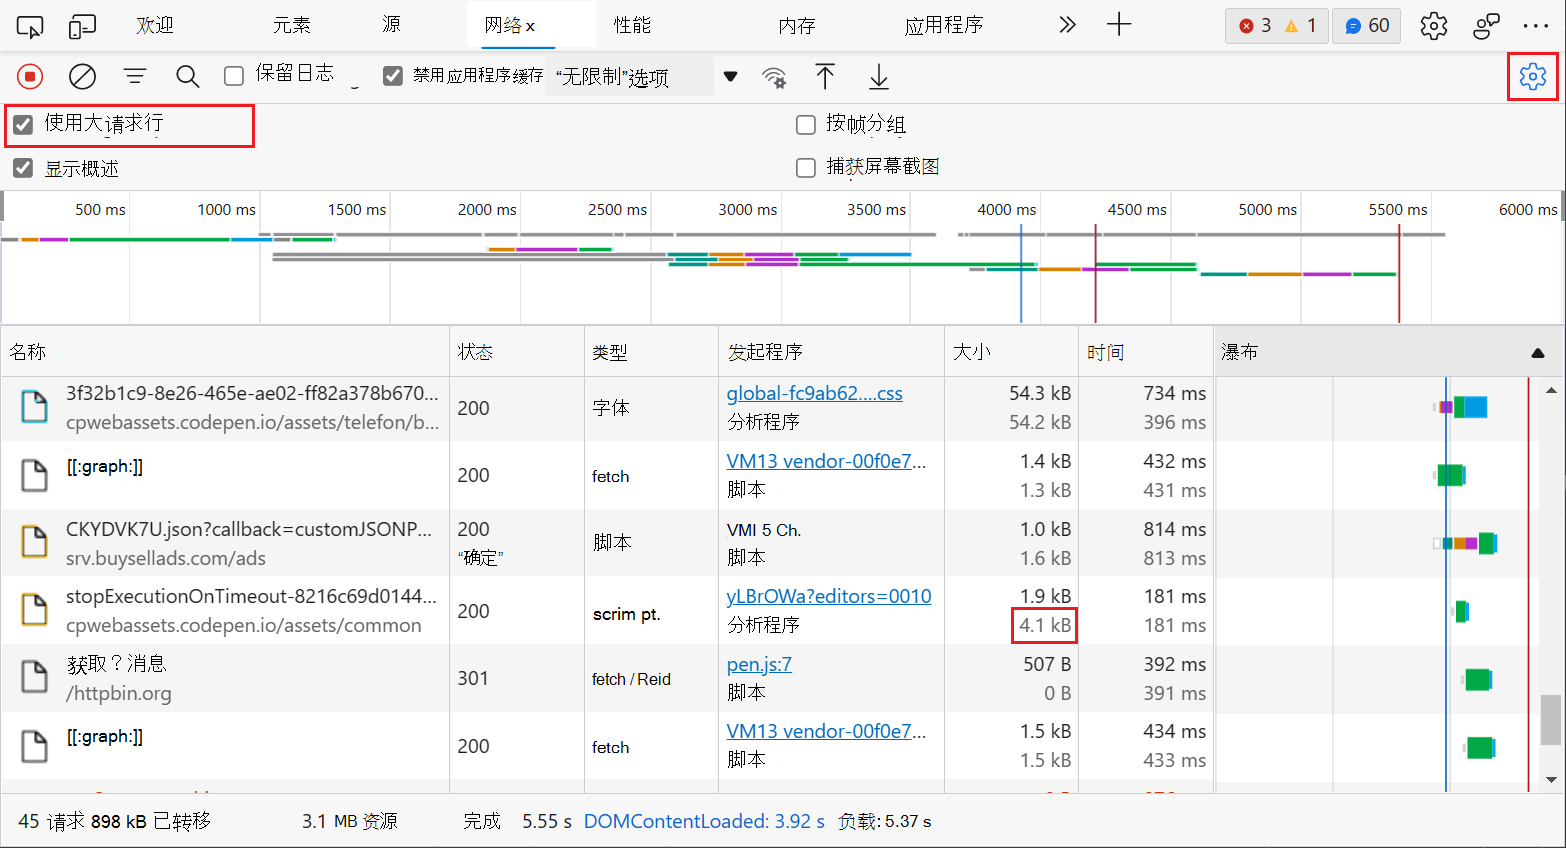 欢迎 元素 源 网络 x 性能 内存 应用程序 3 1 60
保留日志 禁用应用程序缓存 “无限制”选项
使用大请求行 按帧分组
显示概述 捕获屏幕截图
500 ms 1000 ms 1500 ms 2000 ms 2500 ms 3000 ms 3500 ms 4000 ms 4500 ms 5000 ms 5500 ms 6000 ms
名称 状态 类型 发起程序 大小 时间 瀑布
3f32b1c9-8e26-465e-ae02-ff82a378b670... global-fc9ab62....css 54.3 kB 734 ms
200 字体
cpwebassets.codepen.io/assets/telefon/b... 分析程序 54.2 kB 396 ms
[[:graph:]] VM13 vendor-00f0e7... 1.4 kB 432 ms
200 fetch
脚本 1.3 kB 431 ms
CKYDVK7U.json?callback=customJSONP... 200 VMI 5 Ch. 1.0 kB 814 ms
脚本
srv.buysellads.com/ads “确定” 脚本 1.6 kB 813 ms
stopExecutionOnTimeout-8216c69d0144... yLBrOWa?editors=0010 1.9 kB 181 ms
200 scrim pt.
cpwebassets.codepen.io/assets/common 分析程序 4.1 kB 181 ms
获取？消息 pen.js:7 507 B 392 ms
301 fetch / Reid
/httpbin.org 脚本 0 B 391 ms
[[:graph:]] VM13 vendor-00f0e7... 1.5 kB 434 ms
200 fetch
脚本 1.5 kB 433 ms
45 请求 898 kB 已转移 3.1 MB 资源 完成 5.55 s DOMContentLoaded: 3.92 s 负载: 5.37 s